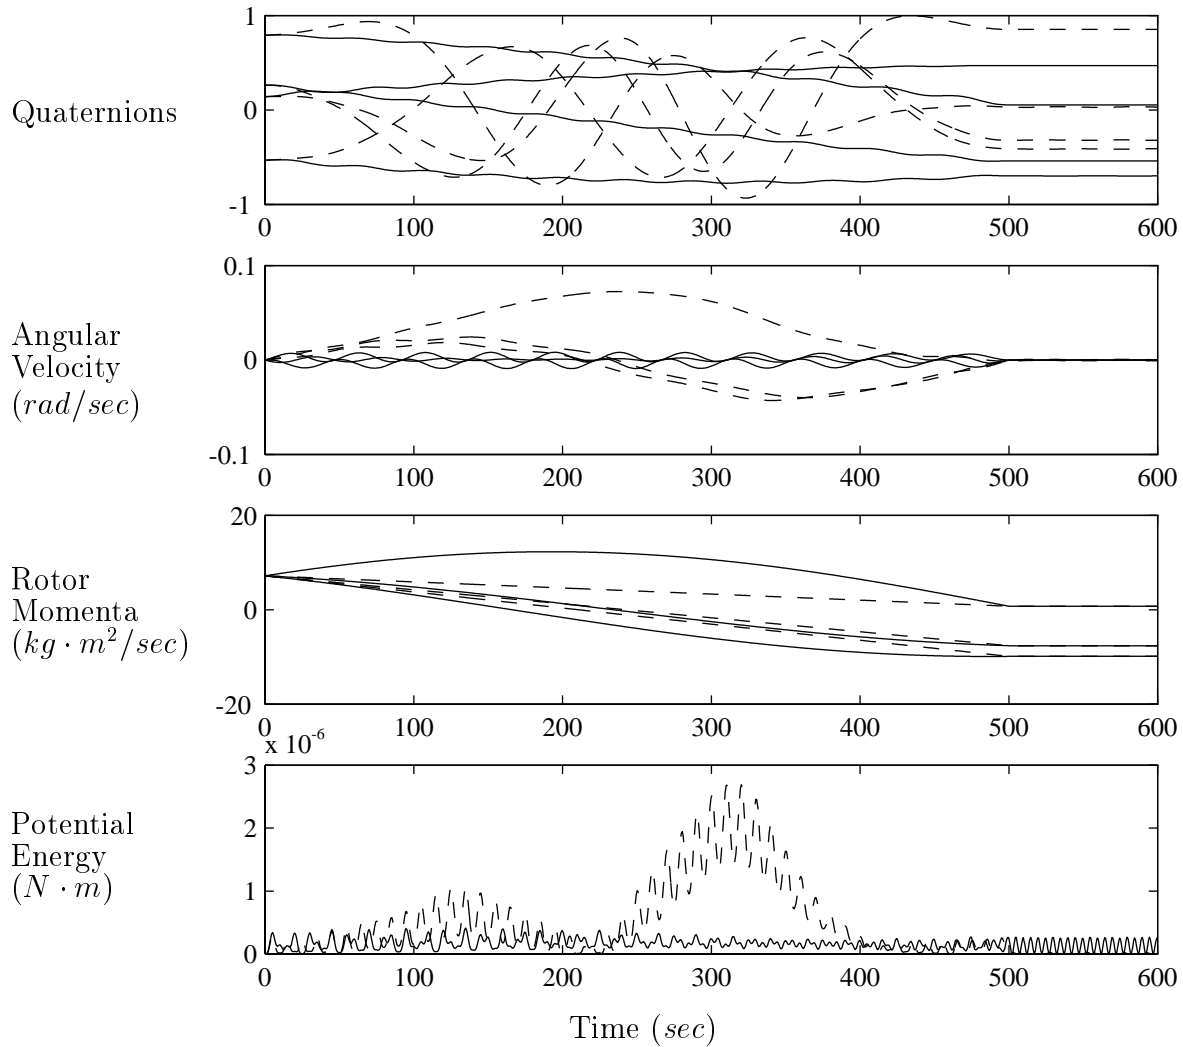 1
Quaternions
0
-1
0 100 200 300 400 500 600
0.1
Angular
Velocity
0
(rad/sec)
-0.1
0 100 200 300 400 500 600
20
Rotor
Momenta
0
(kg · m²/sec)
-20
0 100 200 300 400 500 600
x 10⁻⁶
3
Potential
2
Energy
(N · m)
1
0
0 100 200 300 400 500 600
Time (sec)